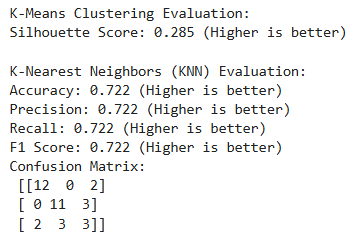 K-Means Clustering Evaluation:
Silhouette Score: 0.285 (Higher is better)

K-Nearest Neighbors (KNN) Evaluation:
Accuracy: 0.722 (Higher is better)
Precision: 0.722 (Higher is better)
Recall: 0.722 (Higher is better)
F1 Score: 0.722 (Higher is better)
Confusion Matrix:
 [[12  0  2]
 [ 0 11  3]
 [ 2  3  3]]